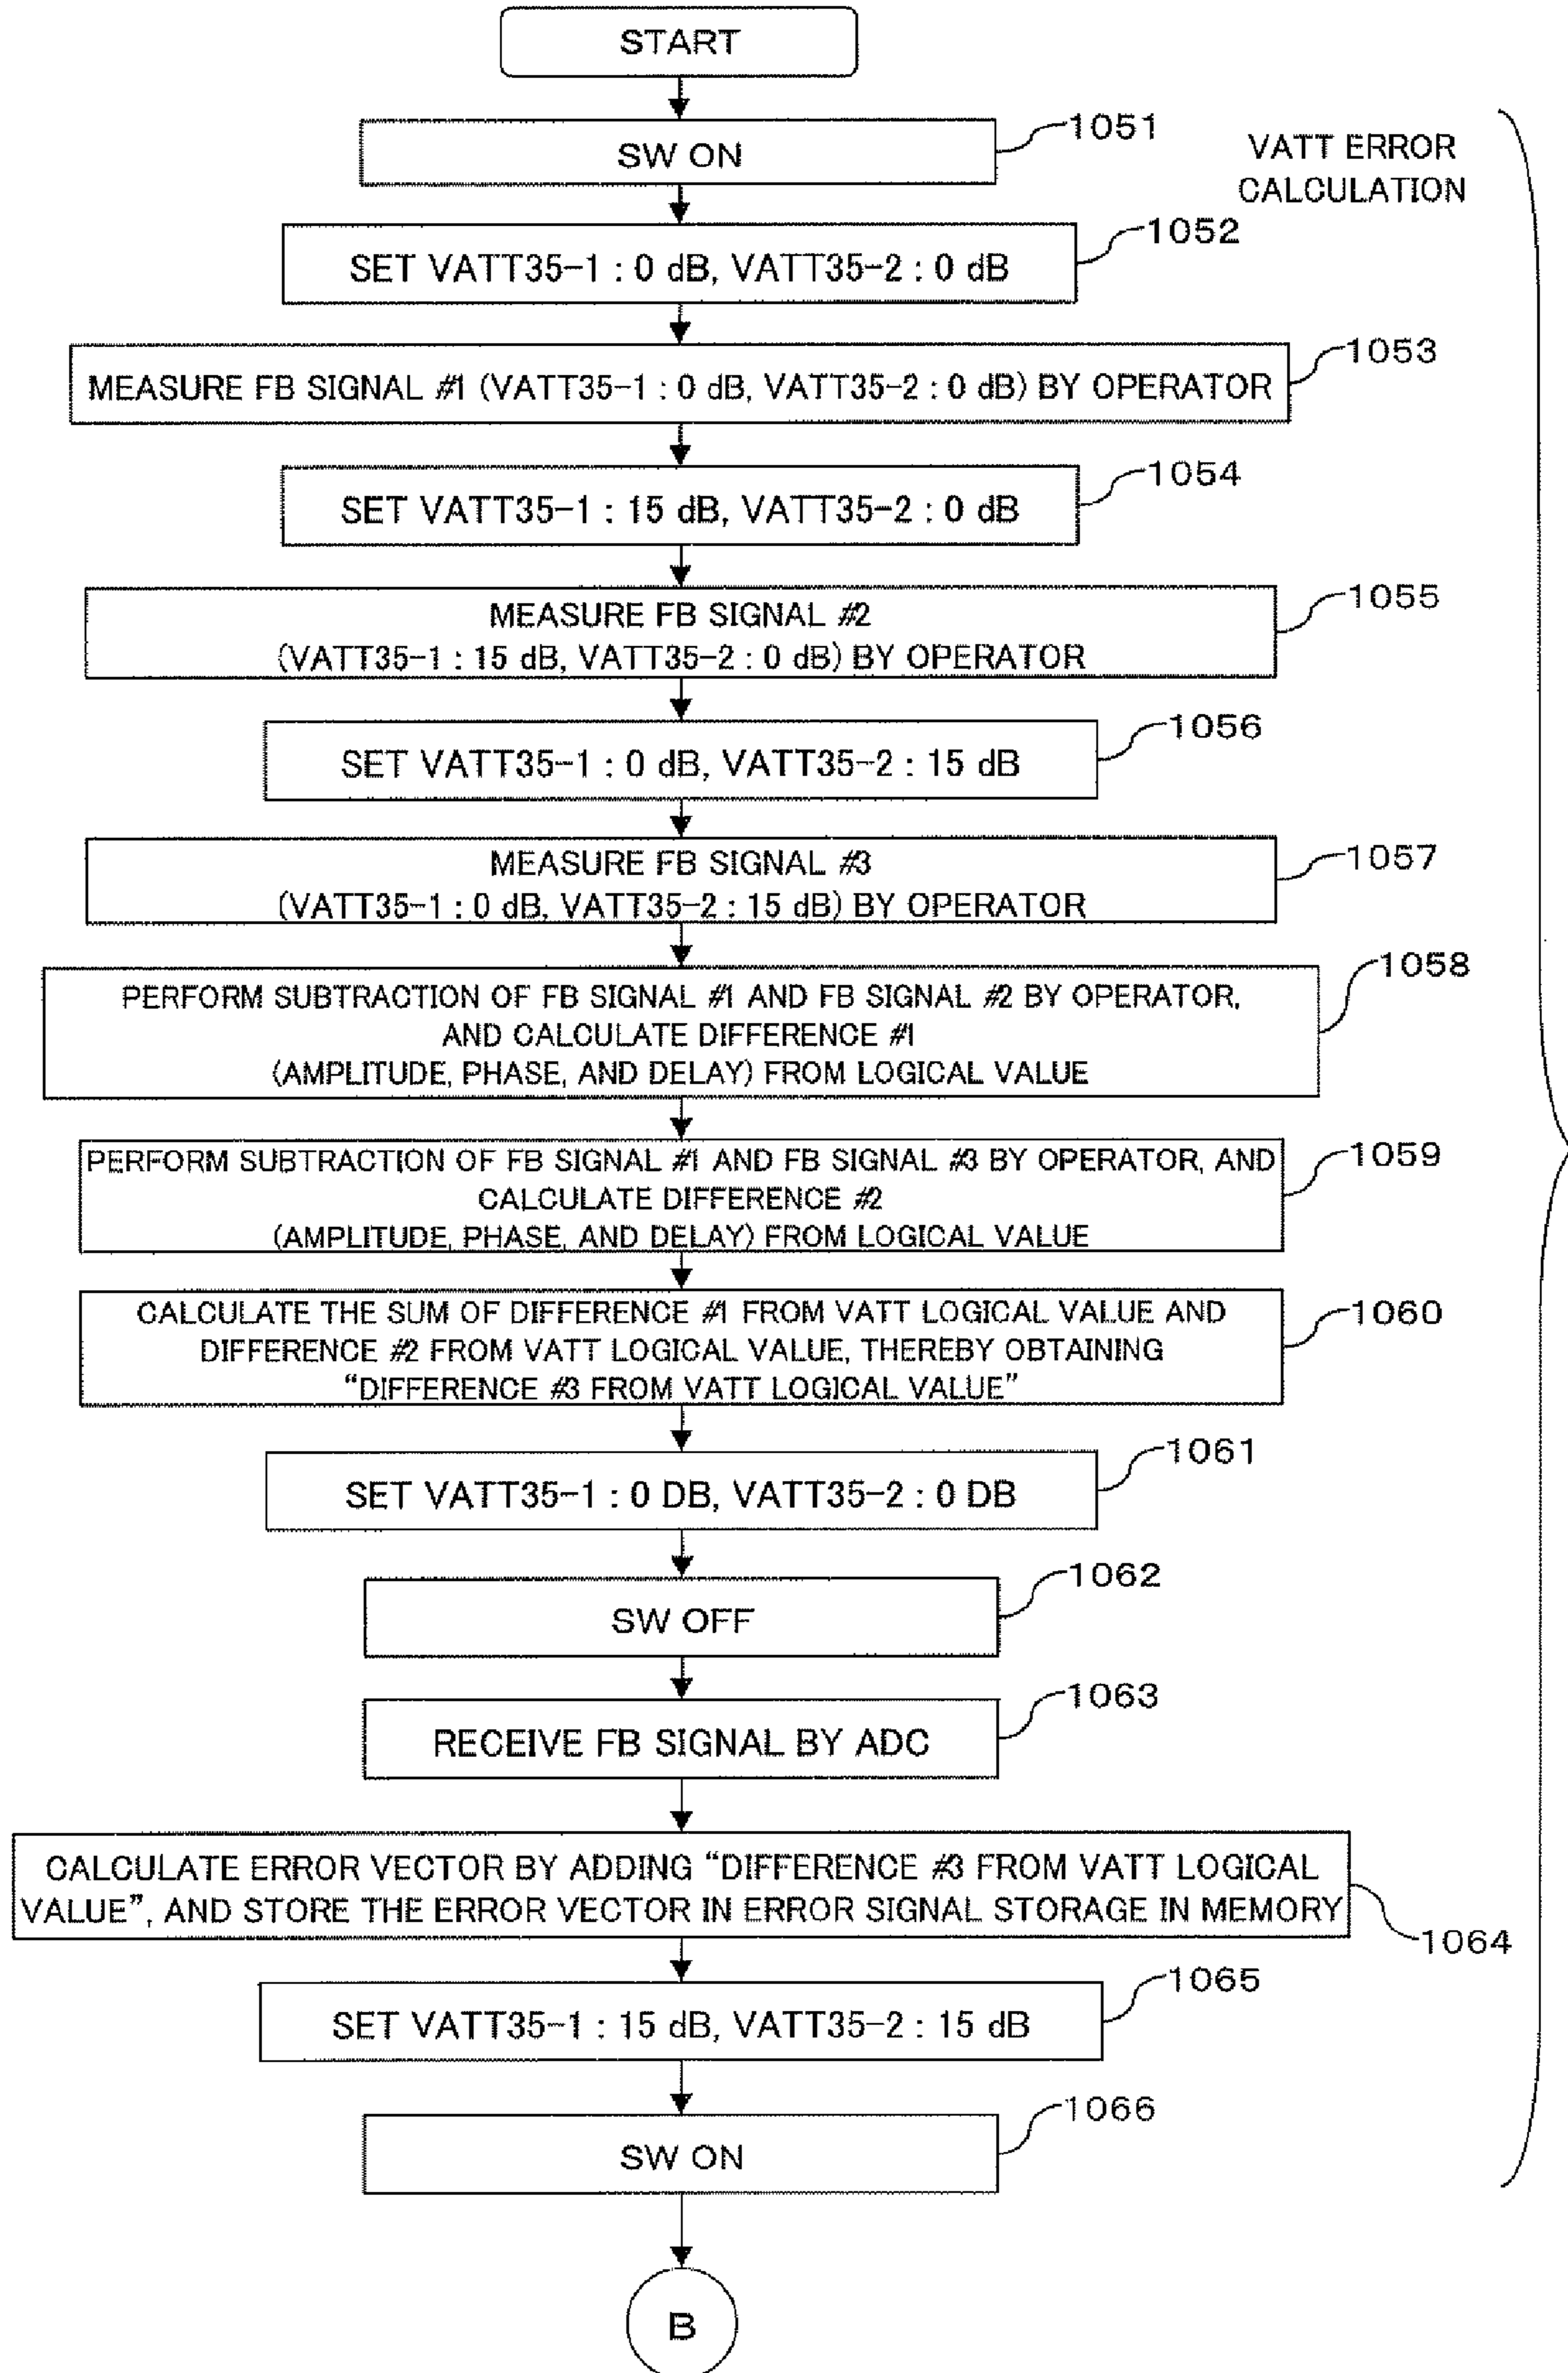 START
SW ON
1051
VATT ERROR
CALCULATION
SET VATT35-1 : 0 dB, VATT35-2 : 0 dB
1052
MEASURE FB SIGNAL #1 (VATT35-1 : 0 dB, VATT35-2 : 0 dB) BY OPERATOR
1053
SET VATT35-1 : 15 dB, VATT35-2 : 0 dB
1054
MEASURE FB SIGNAL #2
(VATT35-1 : 15 dB, VATT35-2 : 0 dB) BY OPERATOR
1055
SET VATT35-1 : 0 dB, VATT35-2 : 15 dB
1056
MEASURE FB SIGNAL #3
(VATT35-1 : 0 dB, VATT35-2 : 15 dB) BY OPERATOR
1057
PERFORM SUBTRACTION OF FB SIGNAL #1 AND FB SIGNAL #2 BY OPERATOR,
AND CALCULATE DIFFERENCE #1
(AMPLITUDE, PHASE, AND DELAY) FROM LOGICAL VALUE
1058
PERFORM SUBTRACTION OF FB SIGNAL #1 AND FB SIGNAL #3 BY OPERATOR, AND
CALCULATE DIFFERENCE #2
(AMPLITUDE, PHASE, AND DELAY) FROM LOGICAL VALUE
1059
CALCULATE THE SUM OF DIFFERENCE #1 FROM VATT LOGICAL VALUE AND
DIFFERENCE #2 FROM VATT LOGICAL VALUE, THEREBY OBTAINING
“DIFFERENCE #3 FROM VATT LOGICAL VALUE”
1060
SET VATT35-1 : 0 DB, VATT35-2 : 0 DB
1061
SW OFF
1062
RECEIVE FB SIGNAL BY ADC
1063
CALCULATE ERROR VECTOR BY ADDING “DIFFERENCE #3 FROM VATT LOGICAL
VALUE”, AND STORE THE ERROR VECTOR IN ERROR SIGNAL STORAGE IN MEMORY
1064
SET VATT35-1 : 15 dB, VATT35-2 : 15 dB
1065
SW ON
1066
B